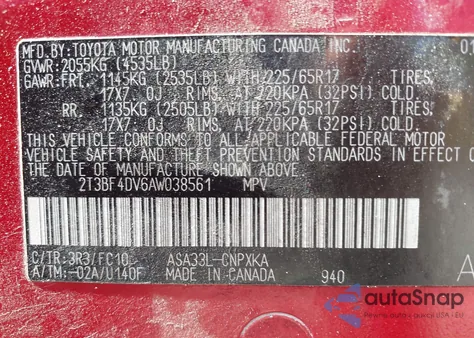 MFD. BY: TOYOTA MOTOR MANUFACTURING CANADA INC. 01
GVWR: 2055KG (4535LB)
GAWR: FRT. 1145KG (2535LB) WITH 225/65R17 TIRES,
17X7.0J RIMS, AT 220KPA (32PSI) COLD.
RR. 1135KG (2505LB) WITH 225/65R17 TIRES,
17X7.0J RIMS, AT 220KPA (32PSI) COLD.
THIS VEHICLE CONFORMS TO ALL APPLICABLE FEDERAL MOTOR
VEHICLE SAFETY AND THEFT PREVENTION STANDARDS IN EFFECT O
THE DATE OF MANUFACTURE SHOWN ABOVE.
2T3BF4DV6AW038561 MPV
C/TR: 3R3/FC10 ASA33L-CNPXKA A
A/TM: -02A/U140F MADE IN CANADA 940
autoSnap